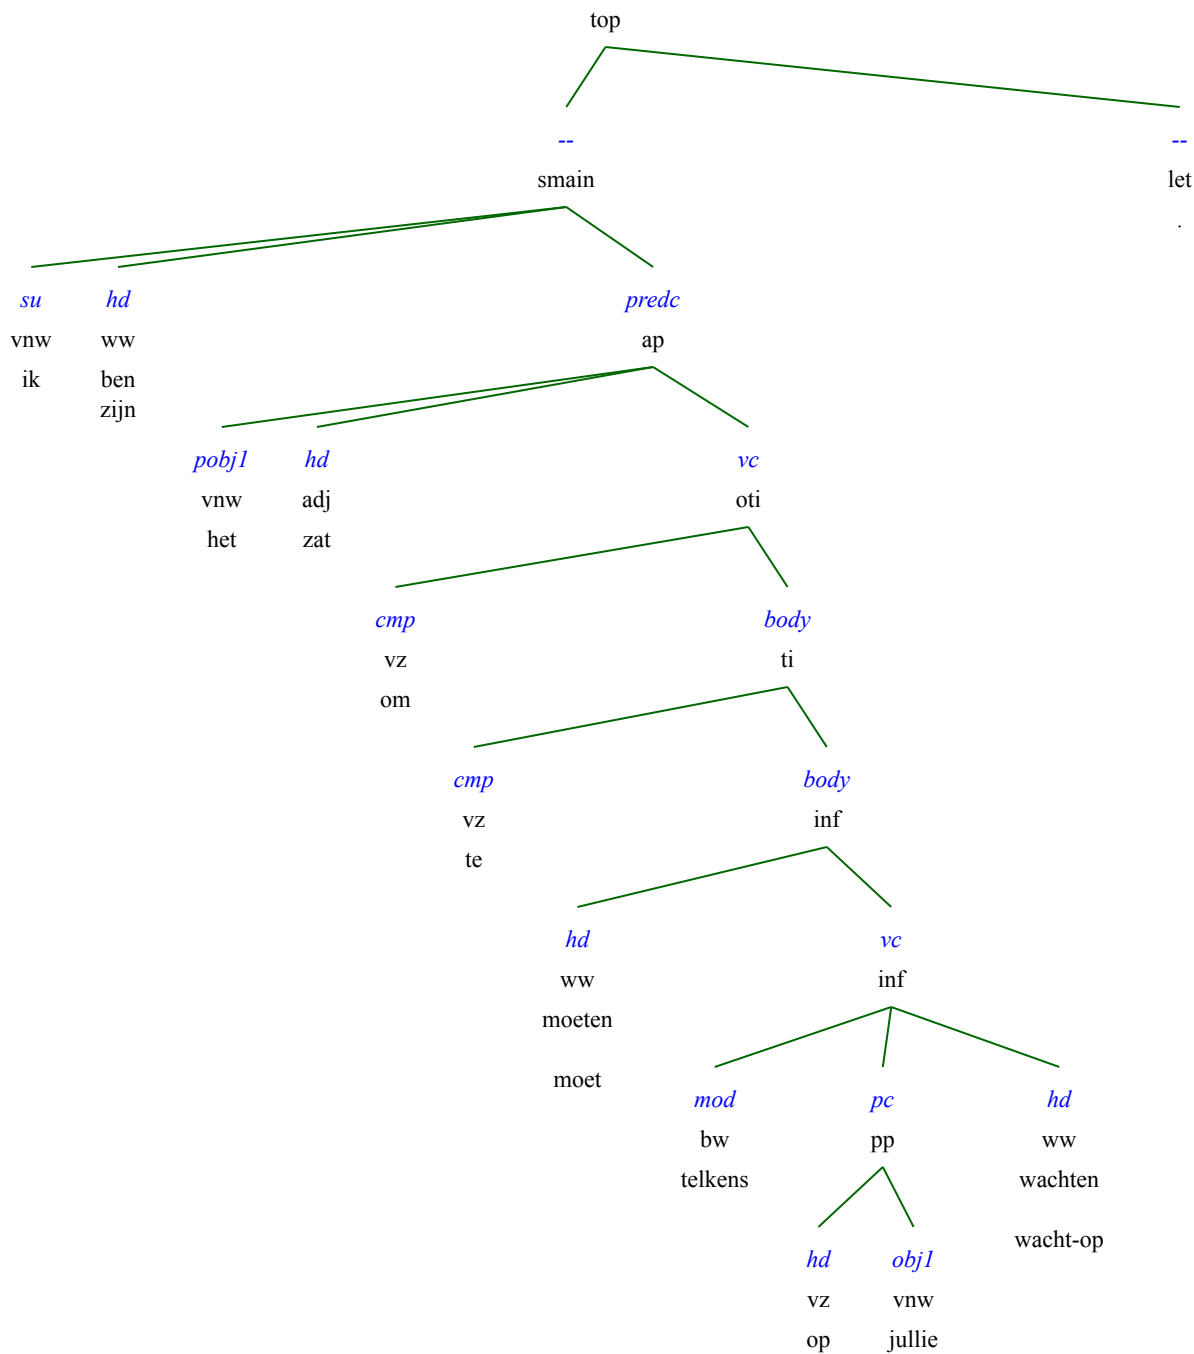 top
-- --
smain let
.
su hd predc
vnw ww ap
ik ben
zijn
pobj1 hd vc
vnw adj oti
het zat
cmp body
vz ti
om
cmp body
vz inf
te
hd vc
ww inf
moeten
moet
mod pc hd
bw pp ww
telkens wachten
wacht-op
hd obj1
vz vnw
op jullie